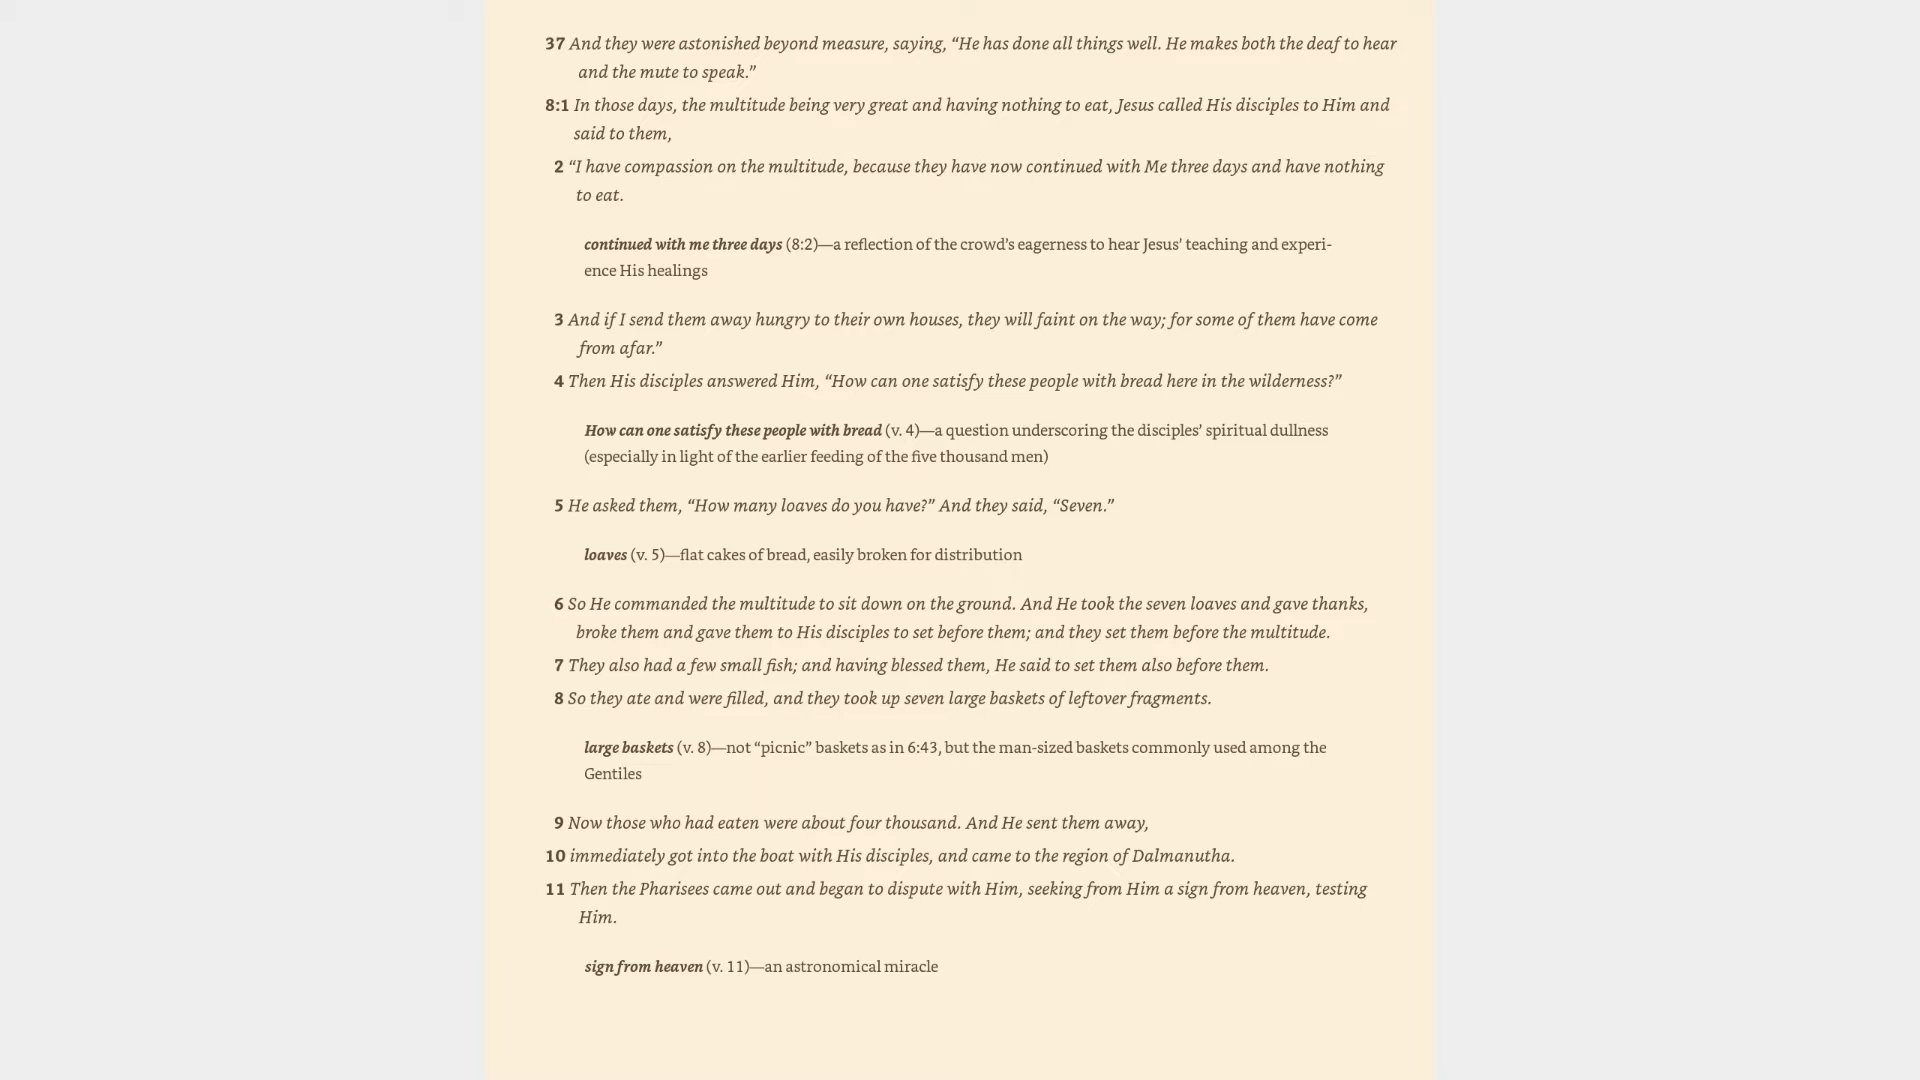 37 And they were astonished beyond measure, saying, “He has done all things well. He makes both the deaf to hear
and the mute to speak.”
8:1 In those days, the multitude being very great and having nothing to eat, Jesus called His disciples to Him and
said to them,
2 “I have compassion on the multitude, because they have now continued with Me three days and have nothing
to eat.
continued with me three days (8:2)—a reflection of the crowd’s eagerness to hear Jesus’ teaching and experi-
ence His healings
3 And if I send them away hungry to their own houses, they will faint on the way; for some of them have come
from afar.”
4 Then His disciples answered Him, “How can one satisfy these people with bread here in the wilderness?”
How can one satisfy these people with bread (v. 4)—a question underscoring the disciples’ spiritual dullness
(especially in light of the earlier feeding of the five thousand men)
5 He asked them, “How many loaves do you have?” And they said, “Seven.”
loaves (v. 5)—flat cakes of bread, easily broken for distribution
6 So He commanded the multitude to sit down on the ground. And He took the seven loaves and gave thanks,
broke them and gave them to His disciples to set before them; and they set them before the multitude.
7 They also had a few small fish; and having blessed them, He said to set them also before them.
8 So they ate and were filled, and they took up seven large baskets of leftover fragments.
large baskets (v. 8)—not “picnic” baskets as in 6:43, but the man-sized baskets commonly used among the
Gentiles
9 Now those who had eaten were about four thousand. And He sent them away,
10 immediately got into the boat with His disciples, and came to the region of Dalmanutha.
11 Then the Pharisees came out and began to dispute with Him, seeking from Him a sign from heaven, testing
Him.
sign from heaven (v. 11)—an astronomical miracle